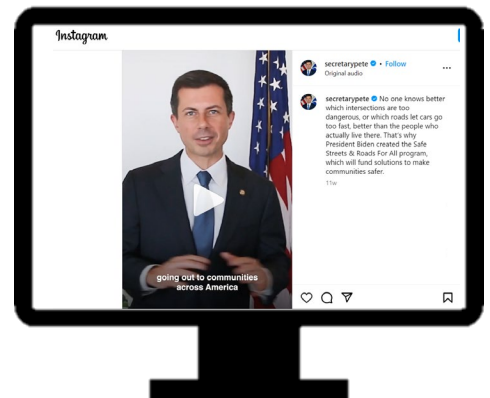 Instagram
secretarypete • Follow
Original audio
secretarypete No one knows better
which intersections are too
dangerous, or which roads let cars go
too fast, better than the people who
actually live there. That's why
President Biden created the Safe
Streets & Roads For All program,
which will fund solutions to make
communities safer.
11w
going out to communities
across America